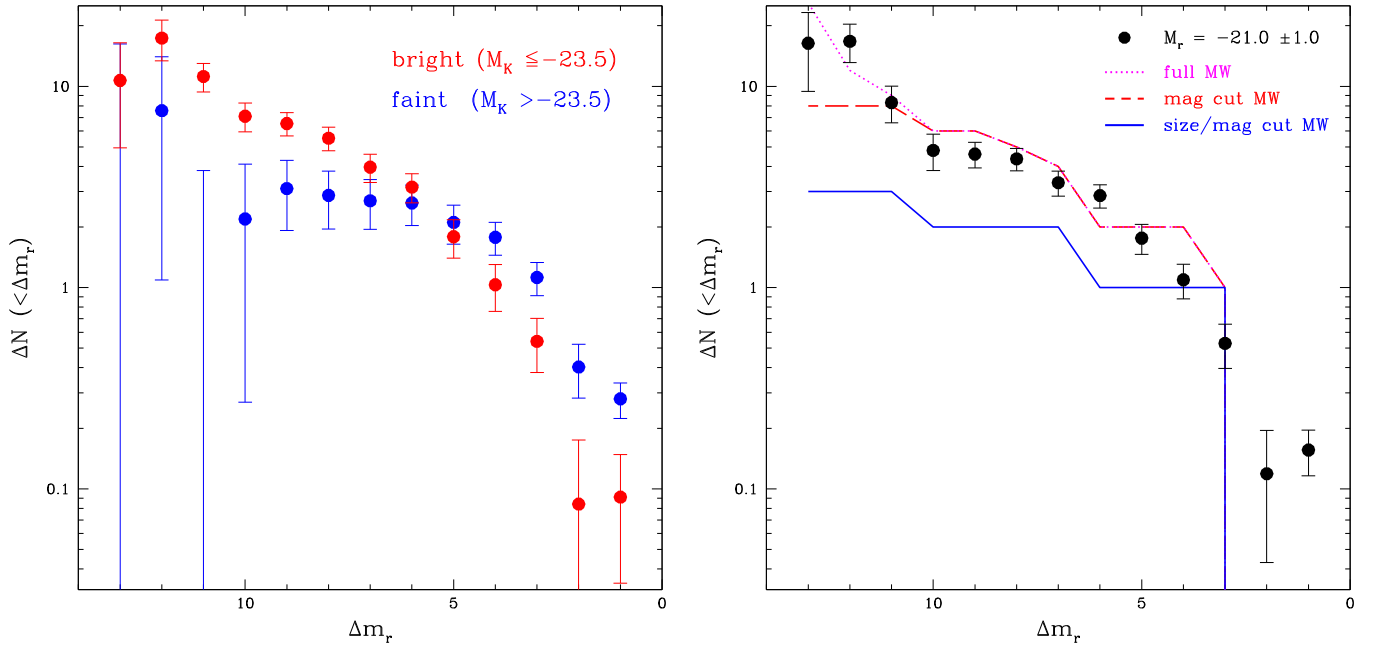 bright (M_K ≦−23.5)
faint (M_K >−23.5)
10
1
0.1
ΔN (<Δm_r)
10
5
0
Δm_r
M_r = −21.0 ±1.0
full MW
mag cut MW
size/mag cut MW
10
1
0.1
ΔN (<Δm_r)
10
5
0
Δm_r